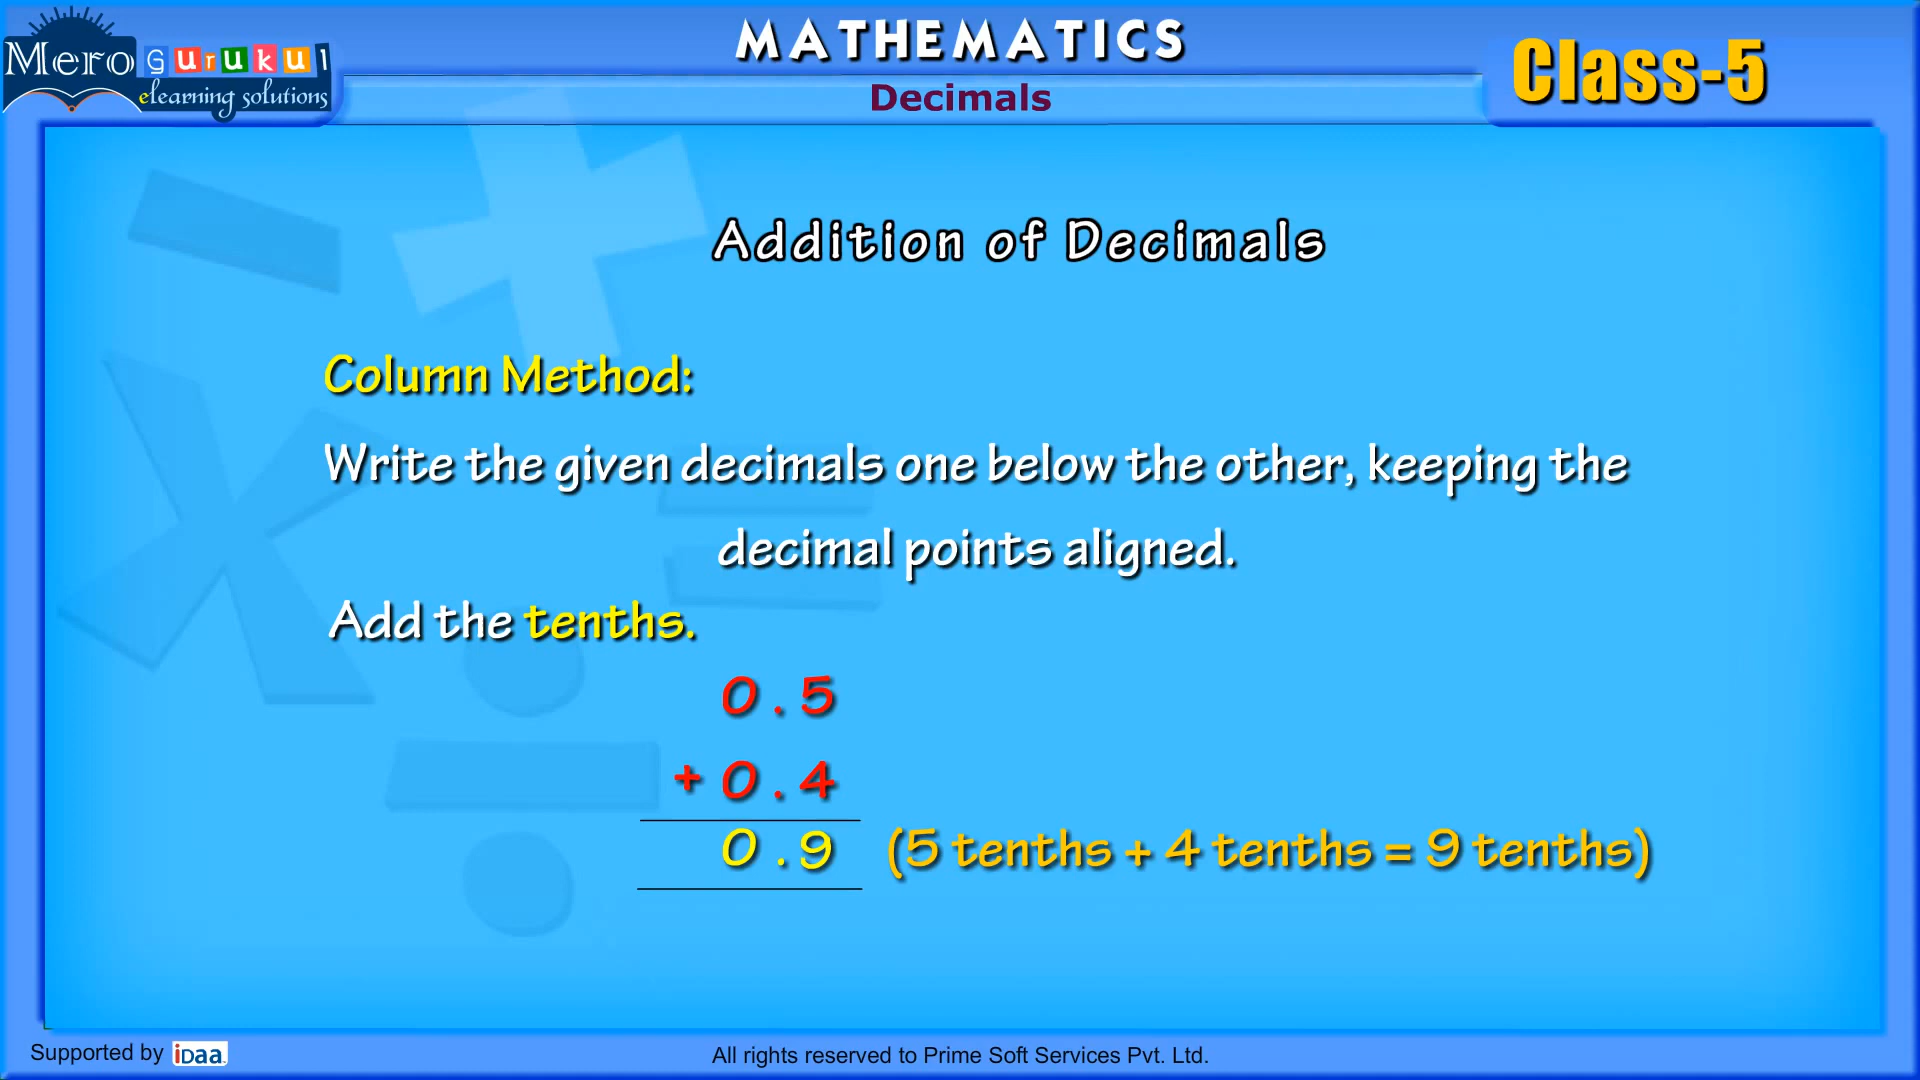 MATHEMATICS
Mero Gurukul
elearning solutions
Class-5
Decimals
Addition of Decimals
Column Method:
Write the given decimals one below the other, keeping the
decimal points aligned.
Add the tenths.
0.5
+ 0.4
0.9 (5 tenths + 4 tenths = 9 tenths)
Supported by iDaa
All rights reserved to Prime Soft Services Pvt. Ltd.